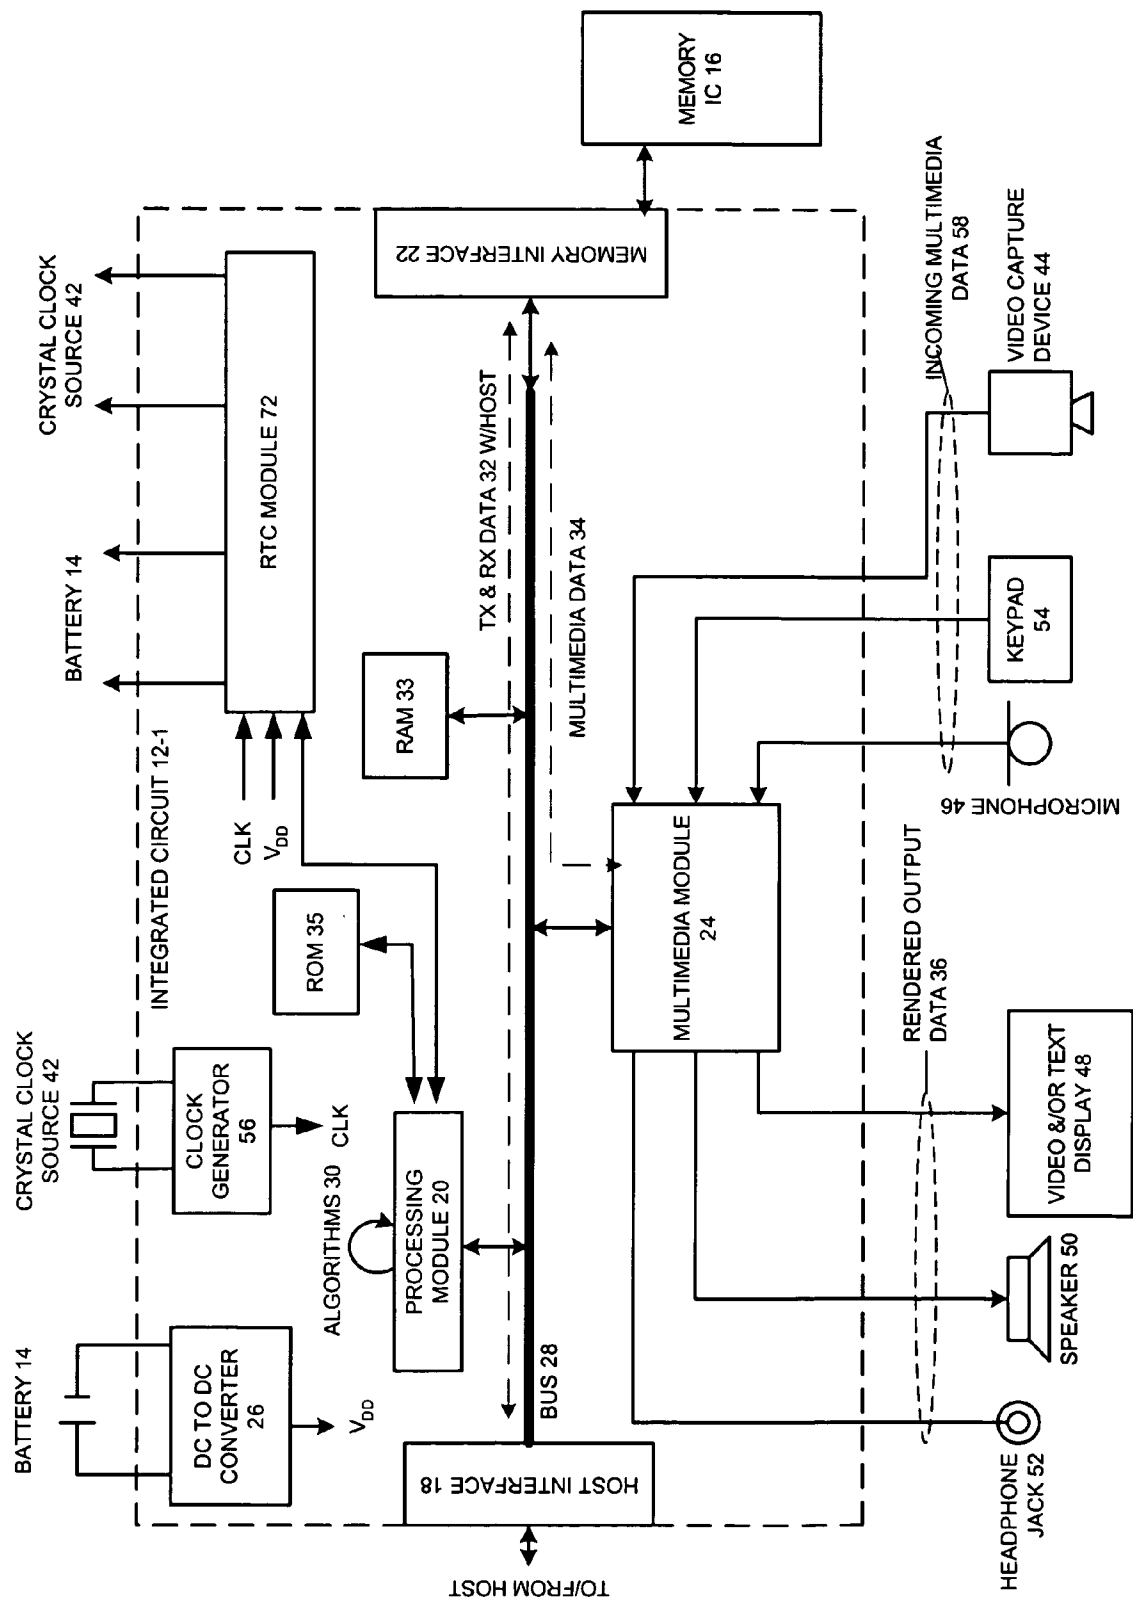 BATTERY 14
CRYSTAL CLOCK
SOURCE 42
BATTERY 14
CRYSTAL CLOCK
SOURCE 42
INTEGRATED CIRCUIT 12-1
DC TO DC
CONVERTER
26
V_DD
CLOCK
GENERATOR
56
CLK
CLK
V_DD
RTC MODULE 72
ROM 35
ALGORITHMS 30
PROCESSING
MODULE 20
RAM 33
TX & RX DATA 32 W/HOST
TO/FROM HOST
HOST INTERFACE 18
BUS 28
MULTIMEDIA DATA 34
MEMORY INTERFACE 22
MEMORY
IC 16
MULTIMEDIA MODULE
24
RENDERED OUTPUT
DATA 36
INCOMING MULTIMEDIA
DATA 58
HEADPHONE
JACK 52
SPEAKER 50
VIDEO &/OR TEXT
DISPLAY 48
MICROPHONE 46
KEYPAD
54
VIDEO CAPTURE
DEVICE 44